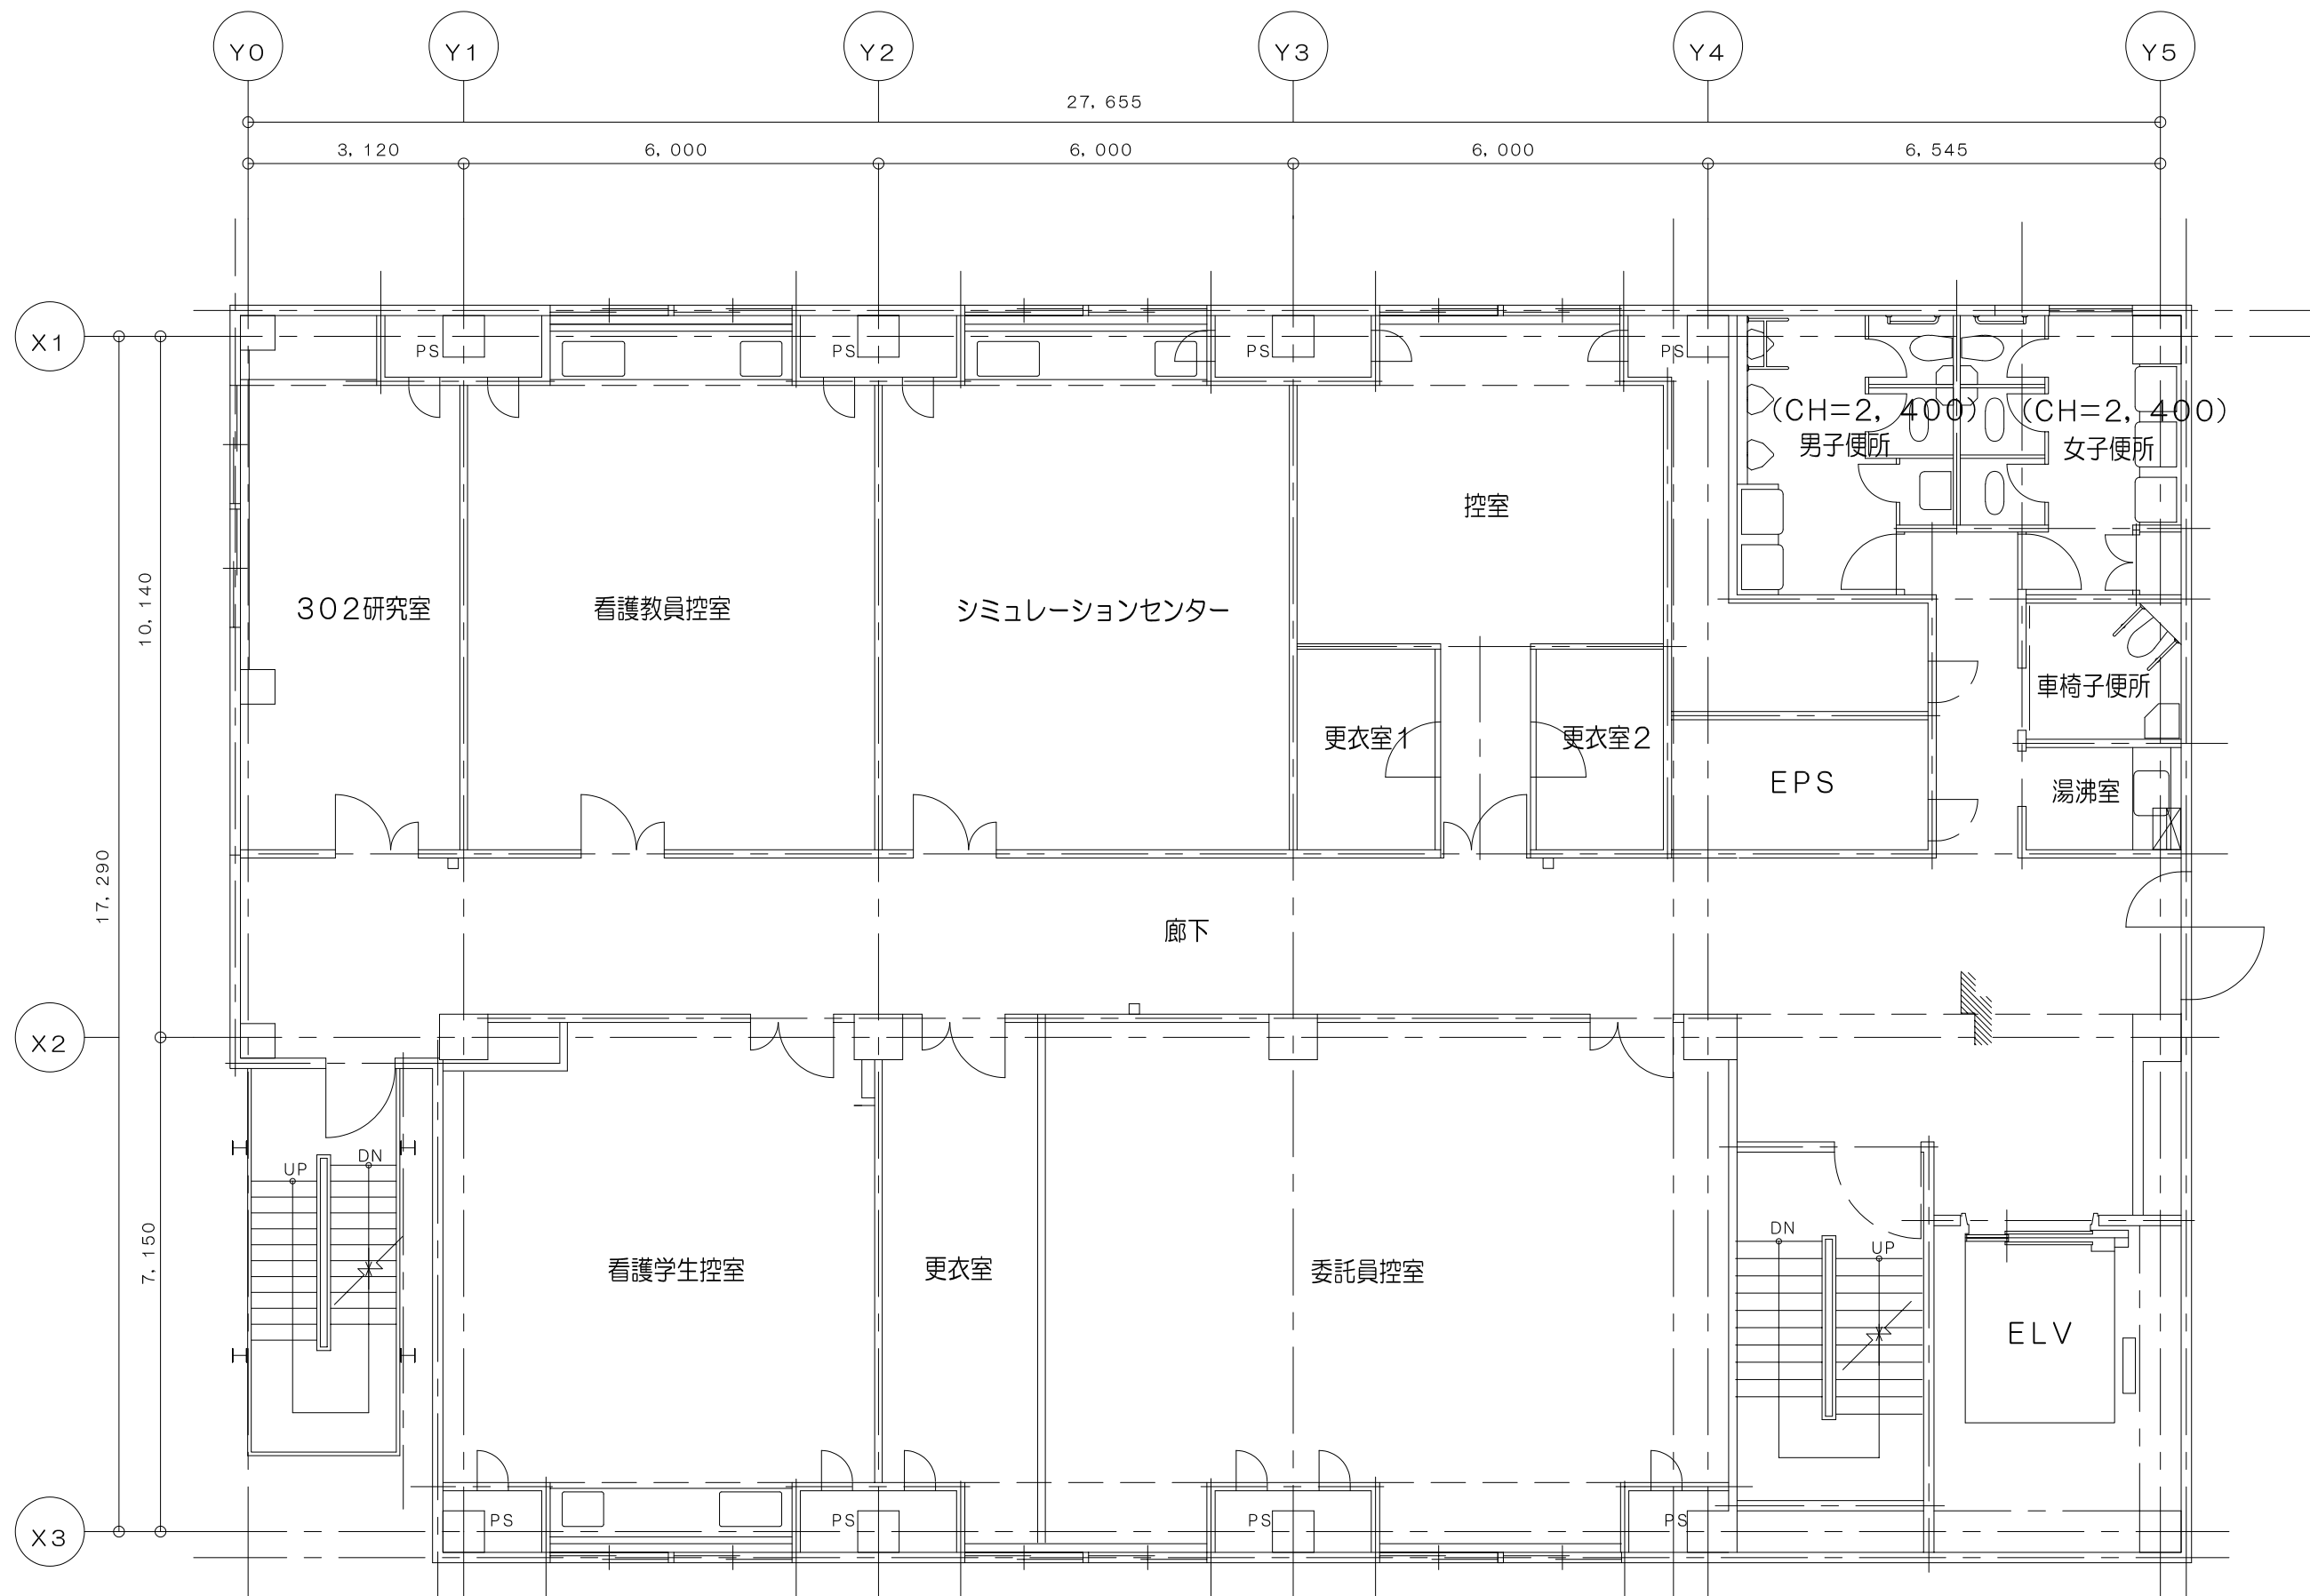 Y0 Y1 Y2 Y3 Y4 Y5
27,655
3,120 6,000 6,000 6,000 6,545
X1
PS PS PS PS
(CH=2,400) (CH=2,400)
男子便所 女子便所
控室
10,140
302研究室 看護教員控室 シミュレーションセンター
車椅子便所
更衣室1 更衣室2
EPS 湯沸室
17,290
廊下
X2
UP DN
7,150
DN UP
看護学生控室 更衣室 委託員控室
ELV
X3
PS PS PS PS